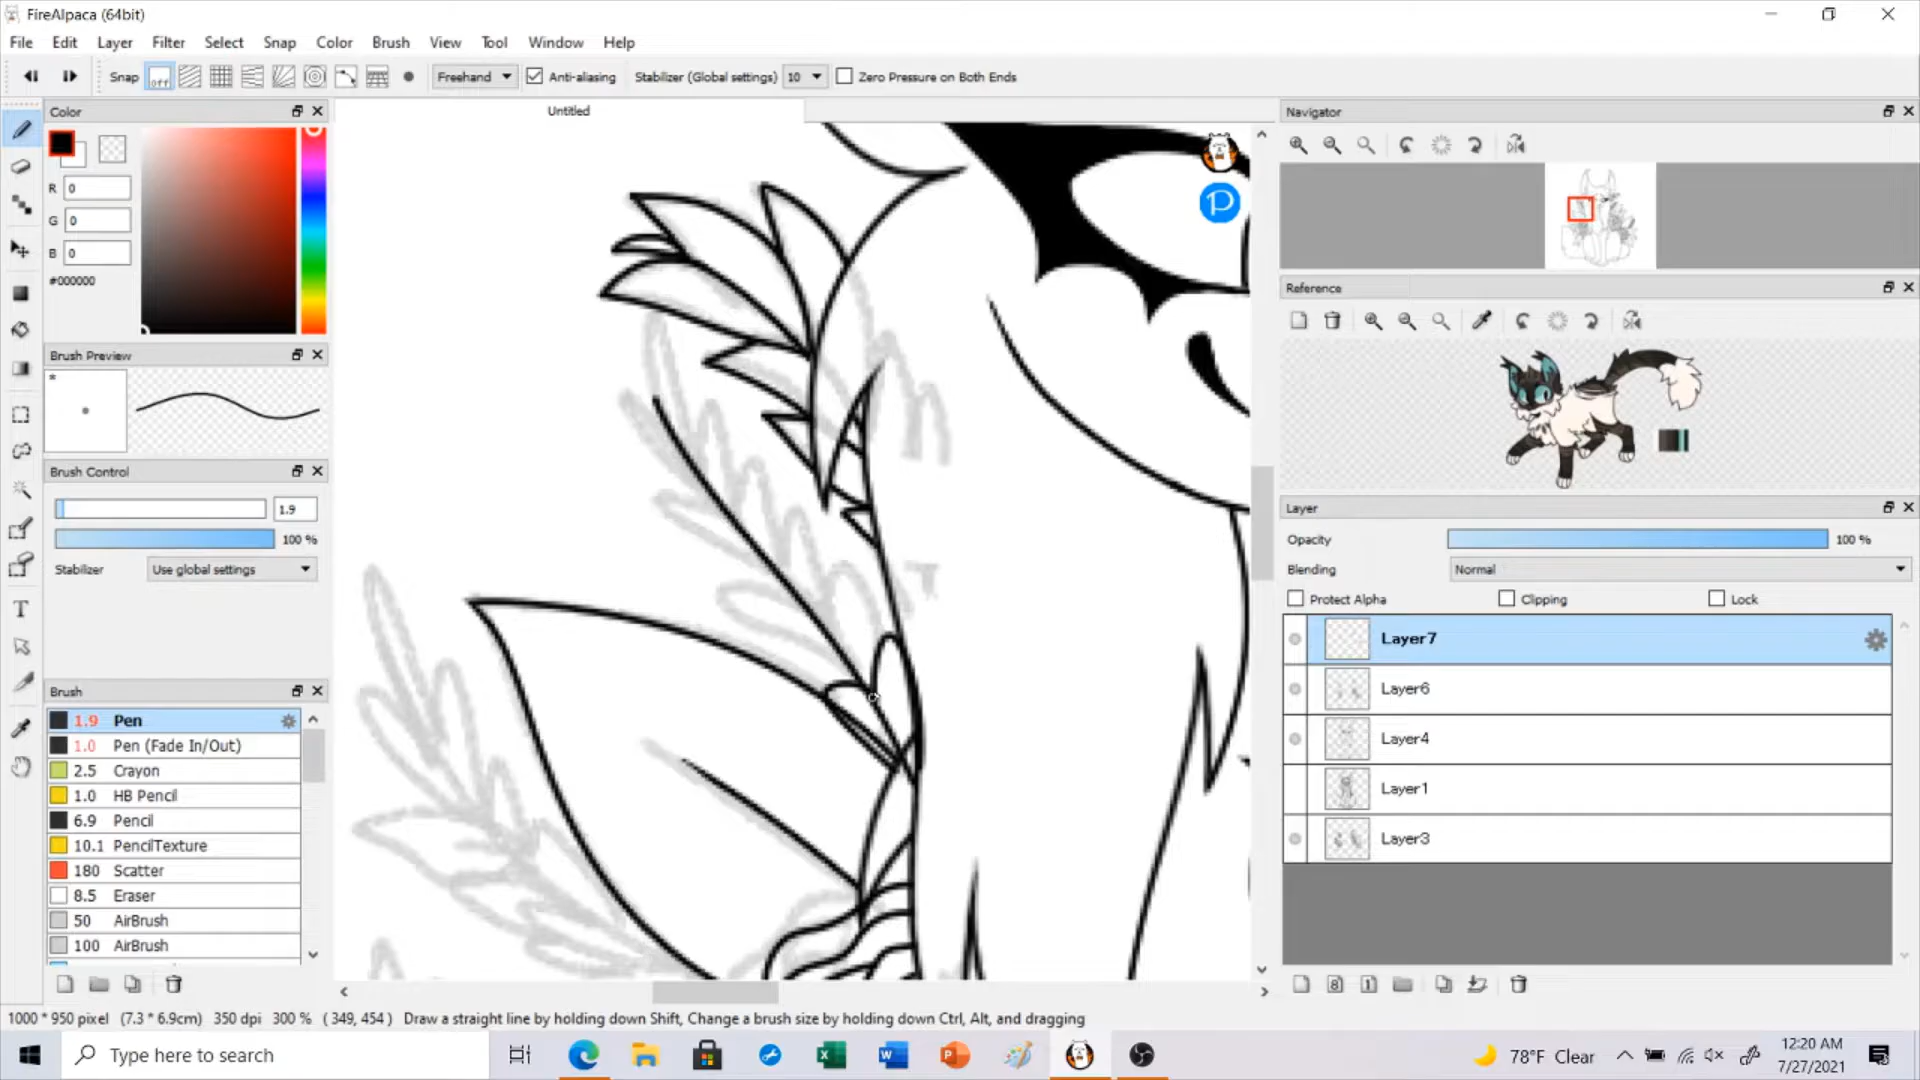 FireAlpaca (64bit)
File Edit Layer Filter Select Snap Color Brush View Tool Window Help
Snap off Freehand Anti-aliasing Stabilizer (Global settings) 10 Zero Pressure on Both Ends
Color
Untitled
Navigator
R 0
G 0
B 0
#000000
P
Reference
Brush Preview
*
Brush Control
1.9
100 %
Stabilizer Use global settings
Layer
Opacity 100 %
Blending Normal
Protect Alpha Clipping Lock
Layer7
Layer6
Layer4
Layer1
Layer3
T
Brush
1.9 Pen
1.0 Pen (Fade In/Out)
2.5 Crayon
1.0 HB Pencil
6.9 Pencil
10.1 PencilTexture
180 Scatter
8.5 Eraser
50 AirBrush
100 AirBrush
8 1
1000 * 950 pixel (7.3 * 6.9cm) 350 dpi 300 % ( 349, 454 ) Draw a straight line by holding down Shift, Change a brush size by holding down Ctrl, Alt, and dragging
Type here to search
78°F Clear
12:20 AM
7/27/2021